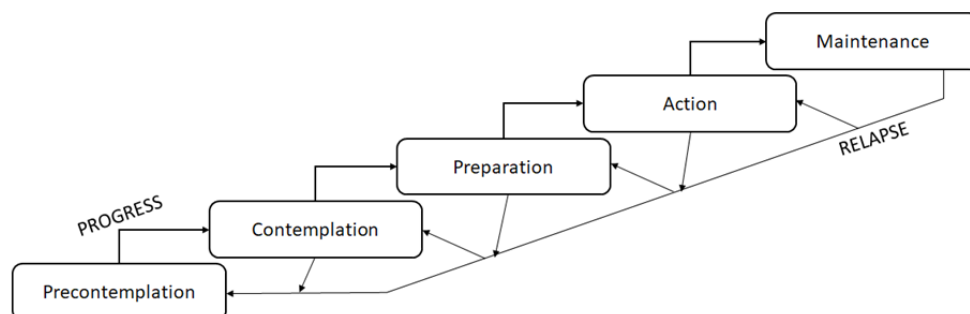 Maintenance
Action
RELAPSE
Preparation
PROGRESS
Contemplation
Precontemplation